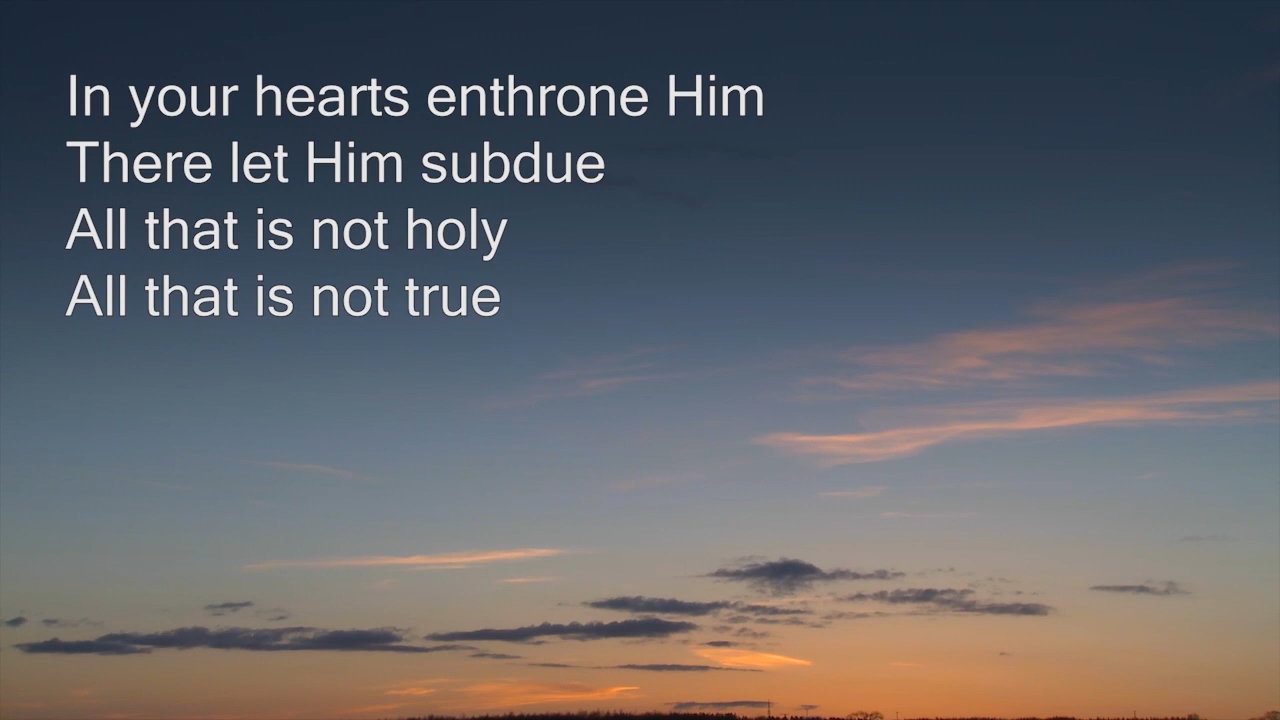 In your hearts enthrone Him
There let Him subdue
All that is not holy
All that is not true